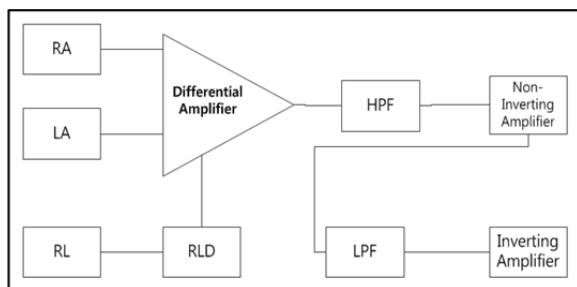 RA
Differential
Amplifier
HPF
Non-
Inverting
Amplifier
LA
RL
RLD
LPF
Inverting
Amplifier